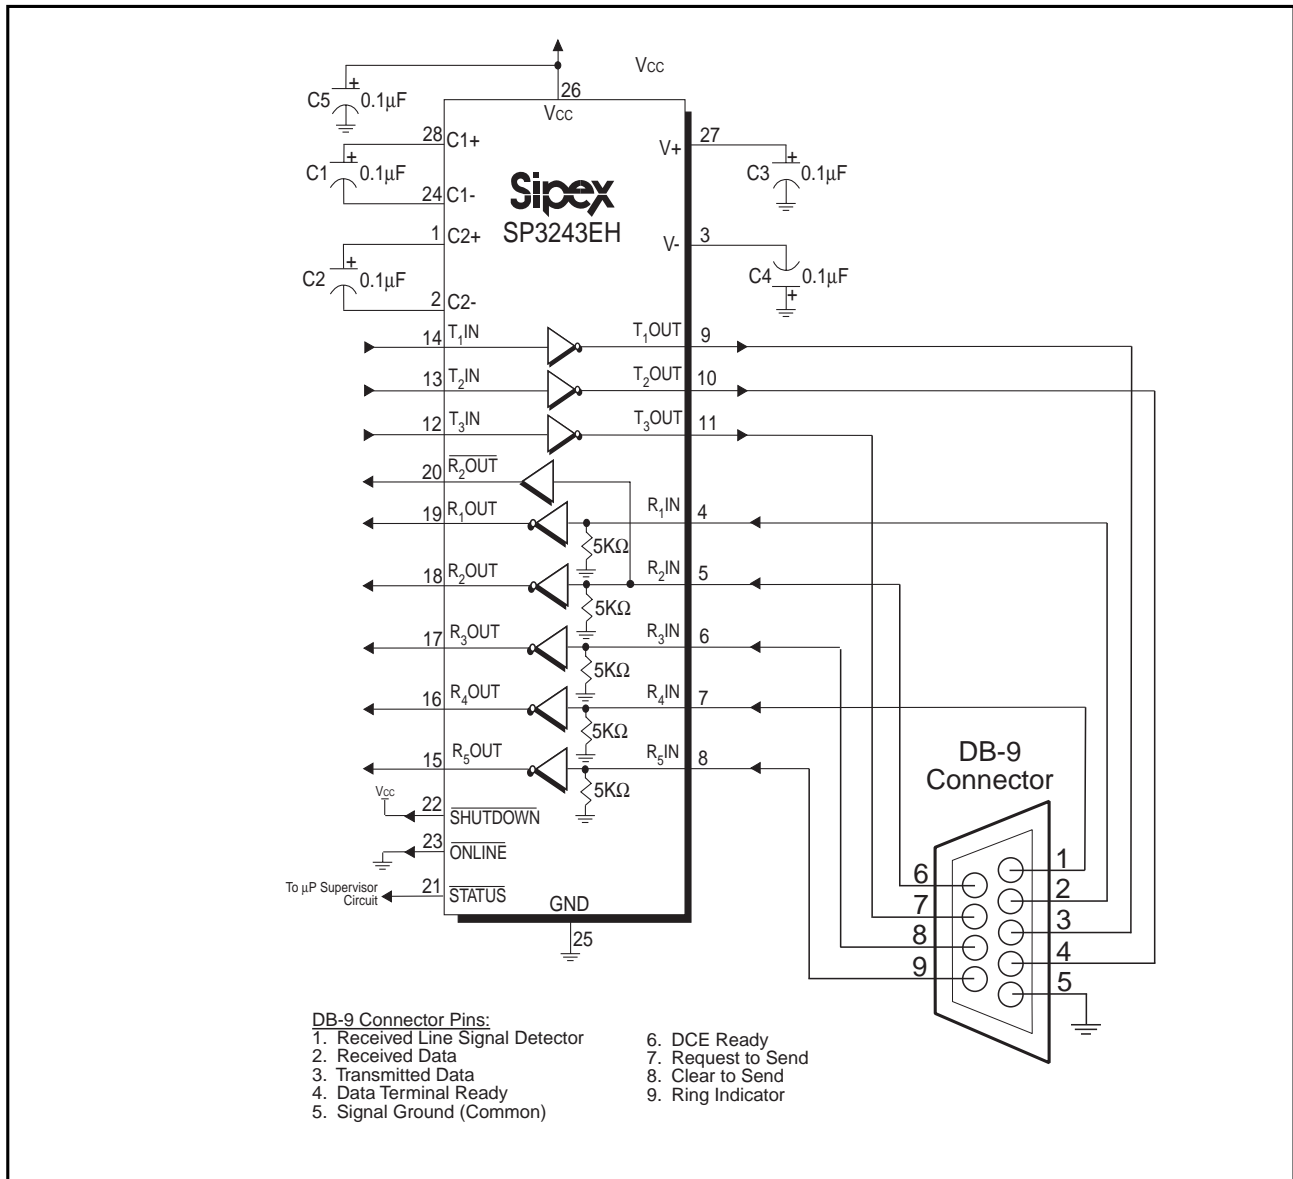 Vcc
26
Vcc
C5 + 0.1µF
28 C1+
C1 + 0.1µF
24 C1-
1 C2+
C2 + 0.1µF
2 C2-
Sipex
SP3243EH
V+ 27
C3 + 0.1µF
V- 3
C4 0.1µF +
14 T1IN T1OUT 9
13 T2IN T2OUT 10
12 T3IN T3OUT 11
20 R2OUT
19 R1OUT R1IN 4
5KΩ
18 R2OUT R2IN 5
5KΩ
17 R3OUT R3IN 6
5KΩ
16 R4OUT R4IN 7
5KΩ
15 R5OUT R5IN 8
5KΩ
Vcc
22 SHUTDOWN
23 ONLINE
To µP Supervisor
Circuit
21 STATUS
GND
25
DB-9
Connector
1
2
3
4
5
6
7
8
9
DB-9 Connector Pins:
1. Received Line Signal Detector
2. Received Data
3. Transmitted Data
4. Data Terminal Ready
5. Signal Ground (Common)
6. DCE Ready
7. Request to Send
8. Clear to Send
9. Ring Indicator